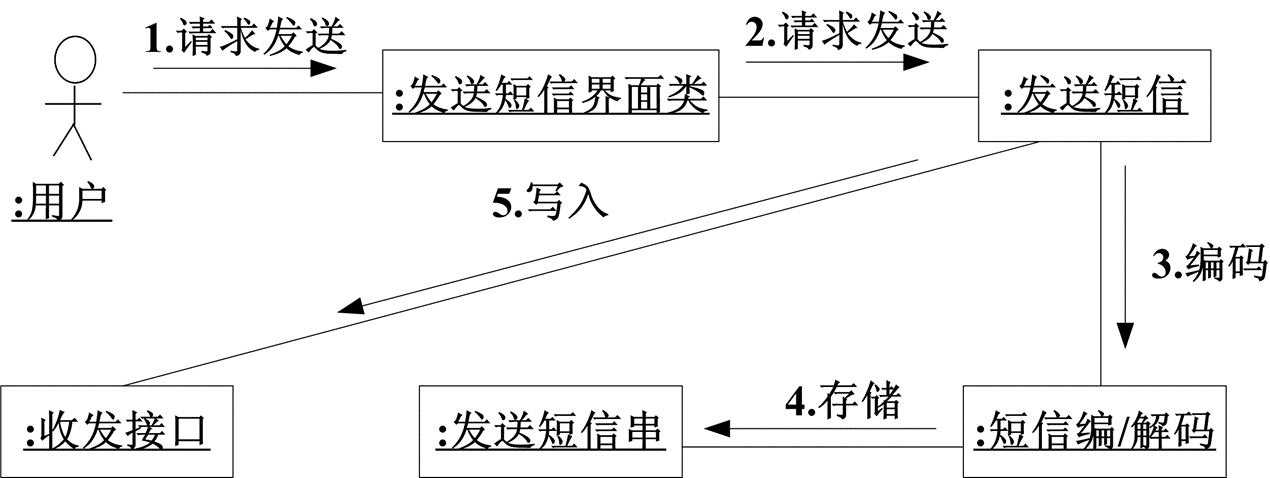 1.请求发送
2.请求发送
:发送短信界面类
:发送短信
:用户
5.写入
3.编码
4.存储
:收发接口
:发送短信串
:短信编/解码